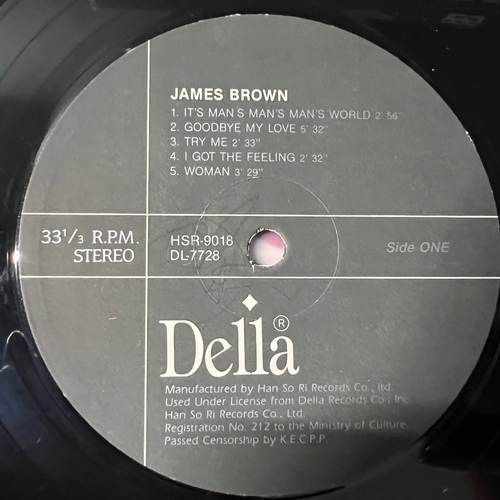 JAMES BROWN
1. IT'S MAN S MAN'S MAN'S WORLD 2' 56"
2. GOODBYE MY LOVE 5' 32"
3. TRY ME 2' 33"
4. I GOT THE FEELING 2' 32"
5. WOMAN 3' 29"
33 1/3 R.P.M.
STEREO
HSR-9018
DL-7728
Side ONE
Della ®
Manufactured by Han So Ri Records Co., ltd.
Used Under License from Della Records Co., Inc.
Han So Ri Records Co., Ltd.
Registration No. 212 to the Ministry of Culture.
Passed Censorship by K.E.C.P.P.